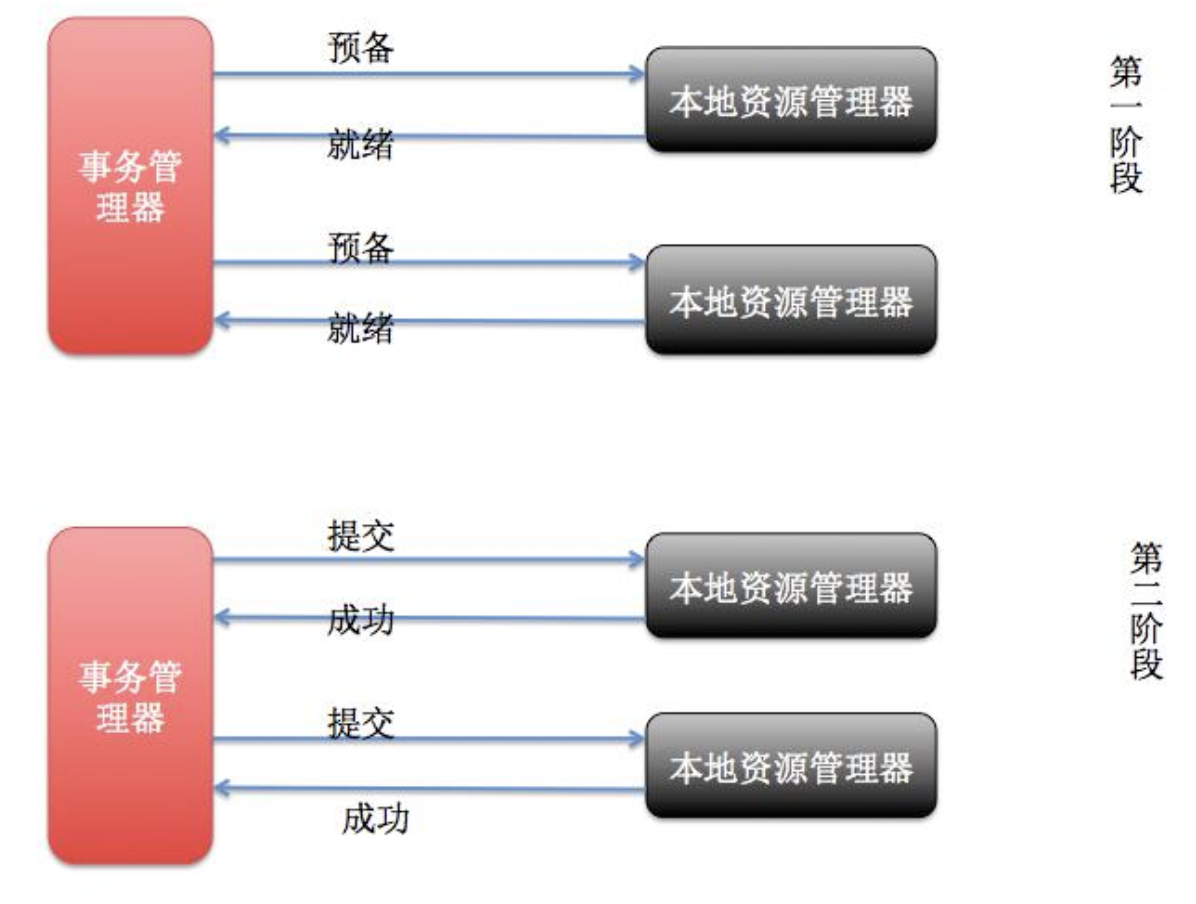 预备
本地资源管理器
第一阶段
就绪
事务管
理器
预备
本地资源管理器
就绪
提交
本地资源管理器
第二阶段
成功
事务管
理器
提交
本地资源管理器
成功